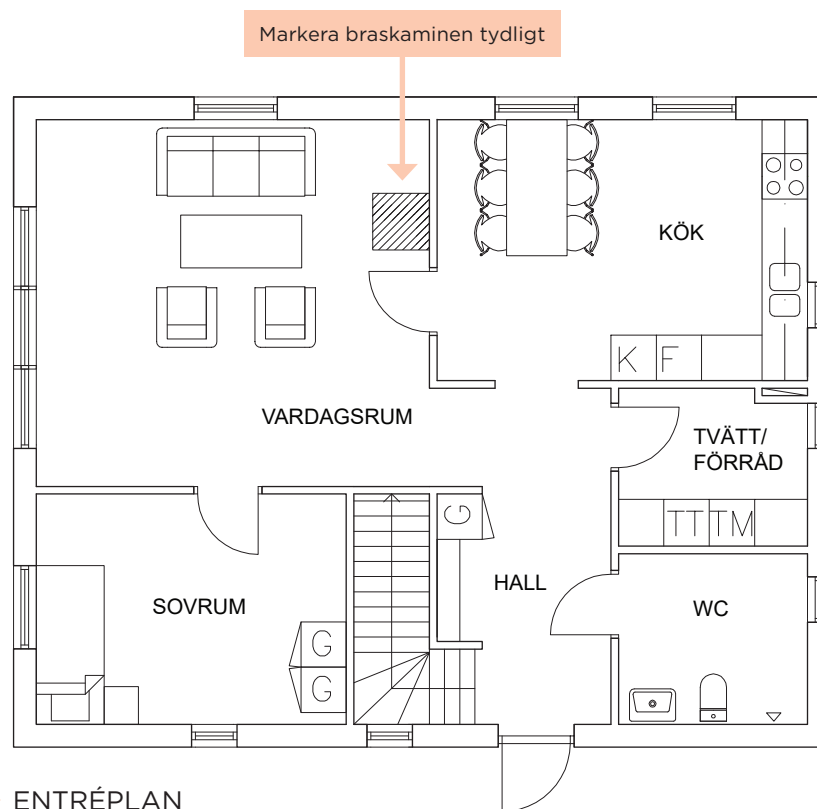 Markera braskaminen tydligt
KÖK
K F
VARDAGSRUM
TVÄTT/
FÖRRÅD
TT TM
G
HALL
SOVRUM
WC
G
G
ENTRÉPLAN